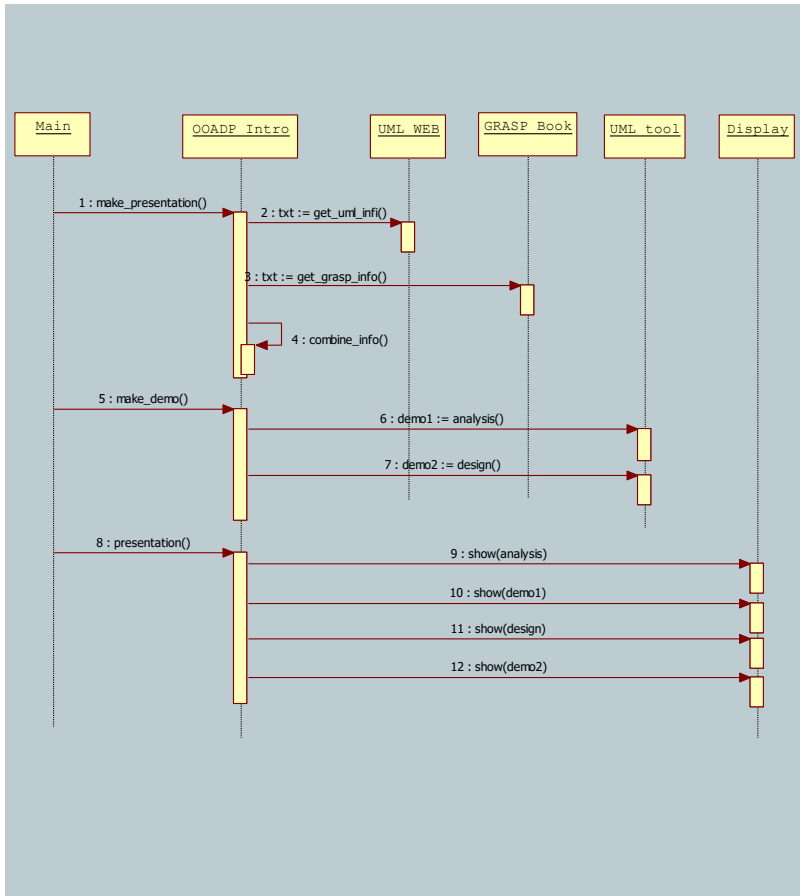 Main
OOADP Intro
UML WEB
GRASP Book
UML tool
Display
1 : make_presentation()
2 : txt := get_uml_infi()
3 : txt := get_grasp_info()
4 : combine_info()
5 : make_demo()
6 : demo1 := analysis()
7 : demo2 := design()
8 : presentation()
9 : show(analysis)
10 : show(demo1)
11 : show(design)
12 : show(demo2)